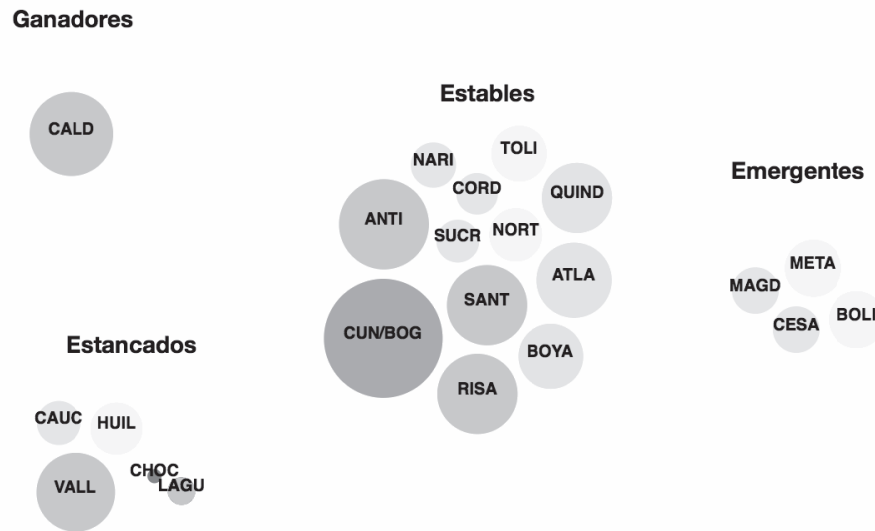 Ganadores
CALD
Estables
NARI
TOLI
CORD
QUIND
ANTI
SUCR
NORT
ATLA
SANT
CUN/BOG
BOYA
RISA
Emergentes
META
MAGD
BOLI
CESA
Estancados
CAUC
HUIL
CHOC
LAGU
VALL